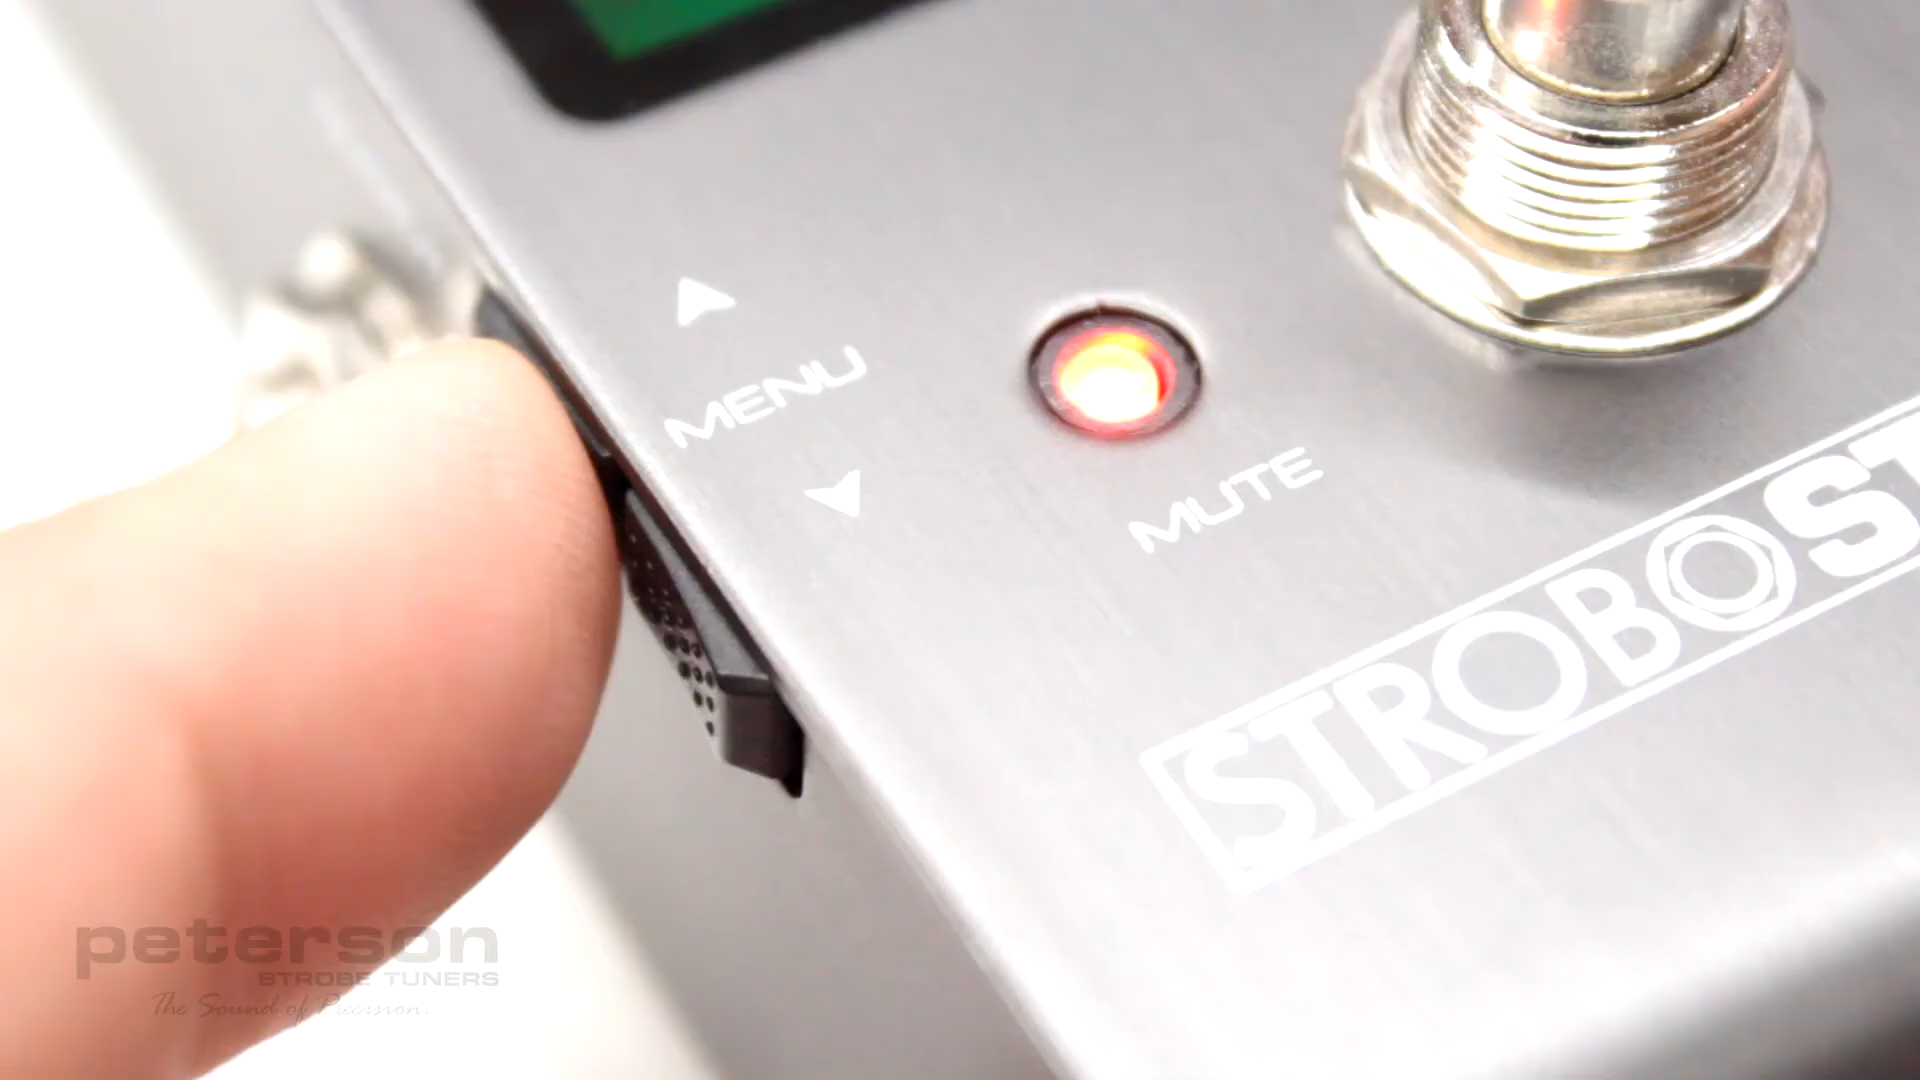 MENU
MUTE
STROBOST
peterson
STROBE TUNERS
The Sound of Precision.